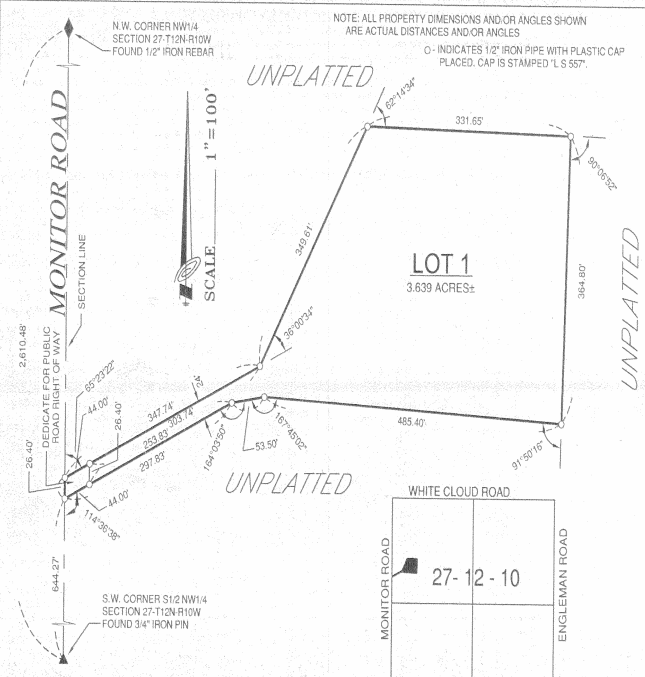 N.W. CORNER NW1/4
SECTION 27-T12N-R10W
FOUND 1/2" IRON REBAR
NOTE: ALL PROPERTY DIMENSIONS AND/OR ANGLES SHOWN
ARE ACTUAL DISTANCES AND/OR ANGLES
O- INDICATES 1/2" IRON PIPE WITH PLASTIC CAP
PLACED. CAP IS STAMPED "L S 557".
UNPLATTED
62°14'34"
331.65'
90°06'52"
MONITOR ROAD
SECTION LINE
SCALE 1"=100'
349.61'
LOT 1
3.639 ACRES±
364.80'
UNPLATTED
36°00'34"
2,610.48'
DEDICATE FOR PUBLIC
ROAD RIGHT OF WAY
65°23'22"
44.00'
26.40'
347.74'
24'
303.74'
253.83'
297.83'
164°03'50"
53.50'
167°45'02"
485.40'
91°50'16"
26.40'
44.00'
114°36'38"
UNPLATTED
644.27'
S.W. CORNER S1/2 NW1/4
SECTION 27-T12N-R10W
FOUND 3/4" IRON PIN
WHITE CLOUD ROAD
MONITOR ROAD
27- 12 - 10
ENGLEMAN ROAD